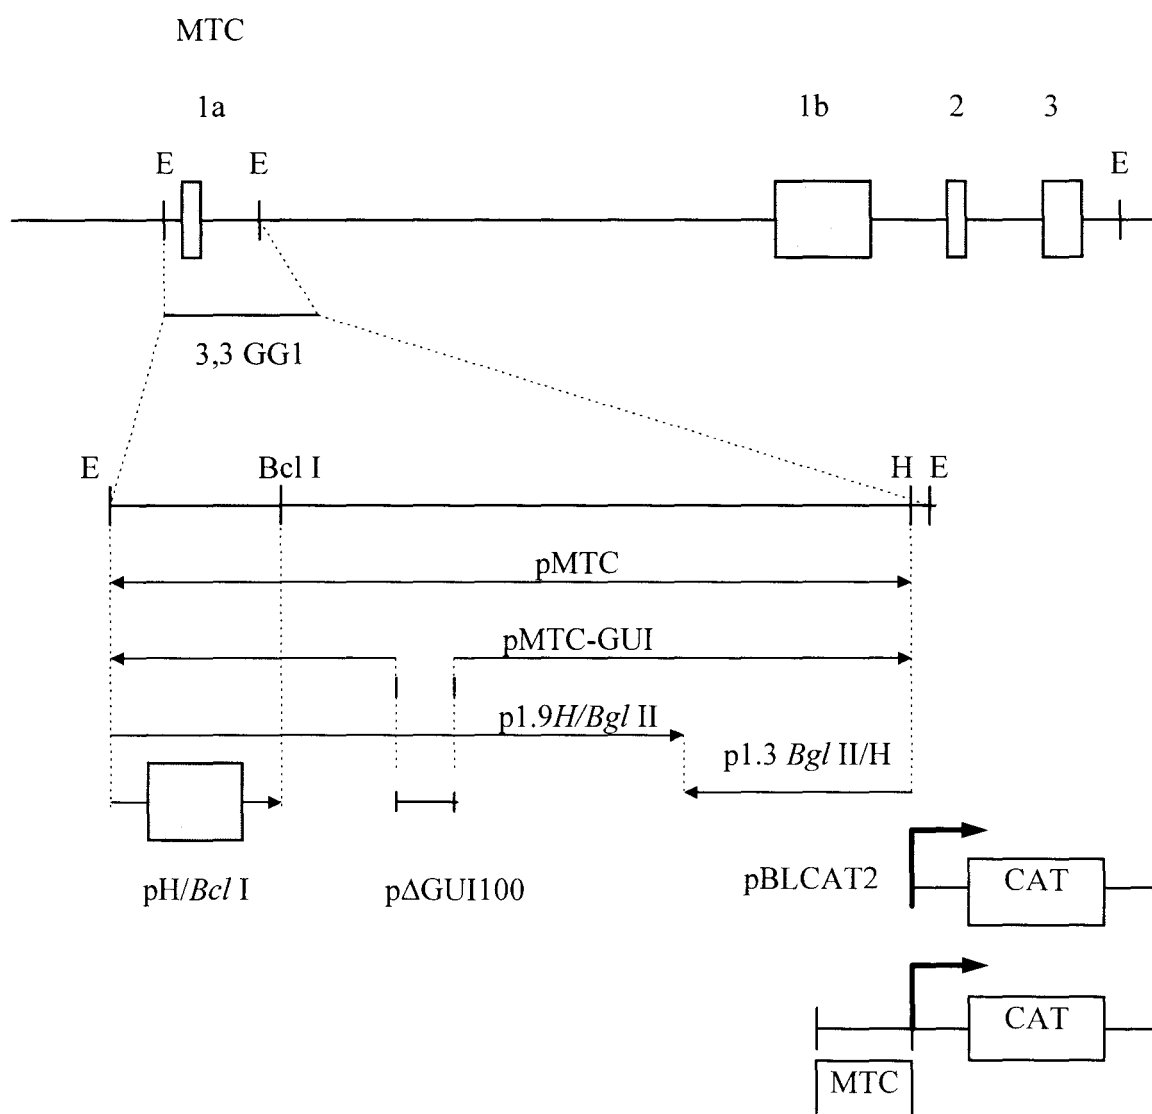 MTC
1a 1b 2 3
E E E
3,3 GG1
E Bcl I H E
pMTC
pMTC-GUI
p1.9H/Bgl II
p1.3 Bgl II/H
pH/Bcl I pΔGUI100 pBLCAT2 CAT
CAT
MTC